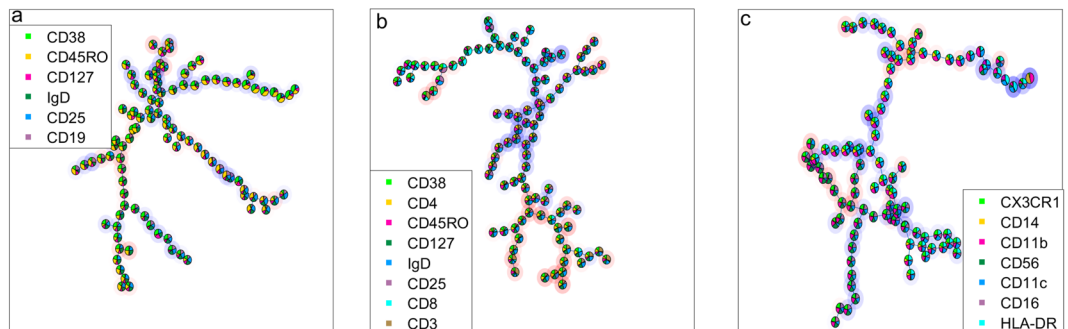 a
CD38
CD45RO
CD127
IgD
CD25
CD19
b
CD38
CD4
CD45RO
CD127
IgD
CD25
CD8
CD3
c
CX3CR1
CD14
CD11b
CD56
CD11c
CD16
HLA-DR